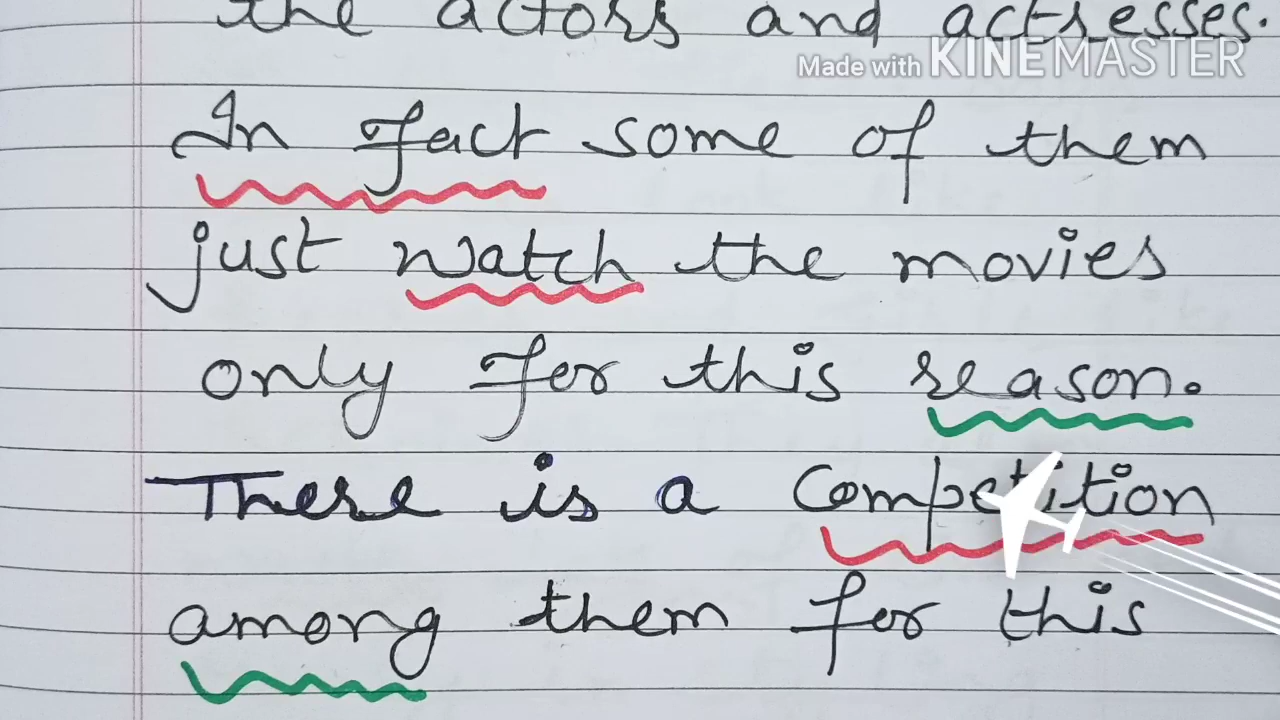 the actors and actresses.
Made with KINEMASTER
In fact some of them
just watch the movies
only for this reason.
There is a Competition
among them for this